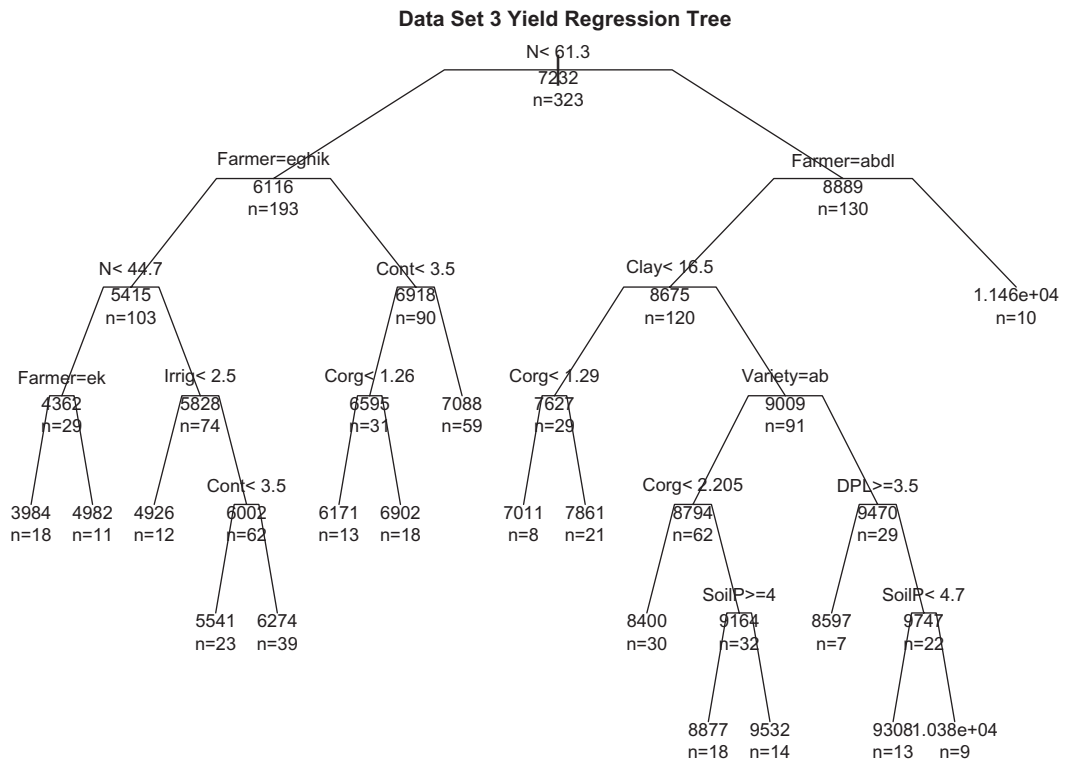 Data Set 3 Yield Regression Tree
N< 61.3
7232
n=323
Farmer=eghik
Farmer=abdl
6116
n=193
8889
n=130
N< 44.7
Cont< 3.5
Clay< 16.5
5415
n=103
6918
n=90
8675
n=120
1.146e+04
n=10
Farmer=ek
Irrig< 2.5
Corg< 1.26
Corg< 1.29
Variety=ab
4362
n=29
5828
n=74
6595
n=31
7088
n=59
7627
n=29
9009
n=91
Cont< 3.5
Corg< 2.205
DPL>=3.5
3984
n=18
4982
n=11
4926
n=12
6002
n=62
6171
n=13
6902
n=18
7011
n=8
7861
n=21
8794
n=62
9470
n=29
SoilP>=4
SoilP< 4.7
5541
n=23
6274
n=39
8400
n=30
9164
n=32
8597
n=7
9747
n=22
8877
n=18
9532
n=14
9308
n=13
1.038e+04
n=9